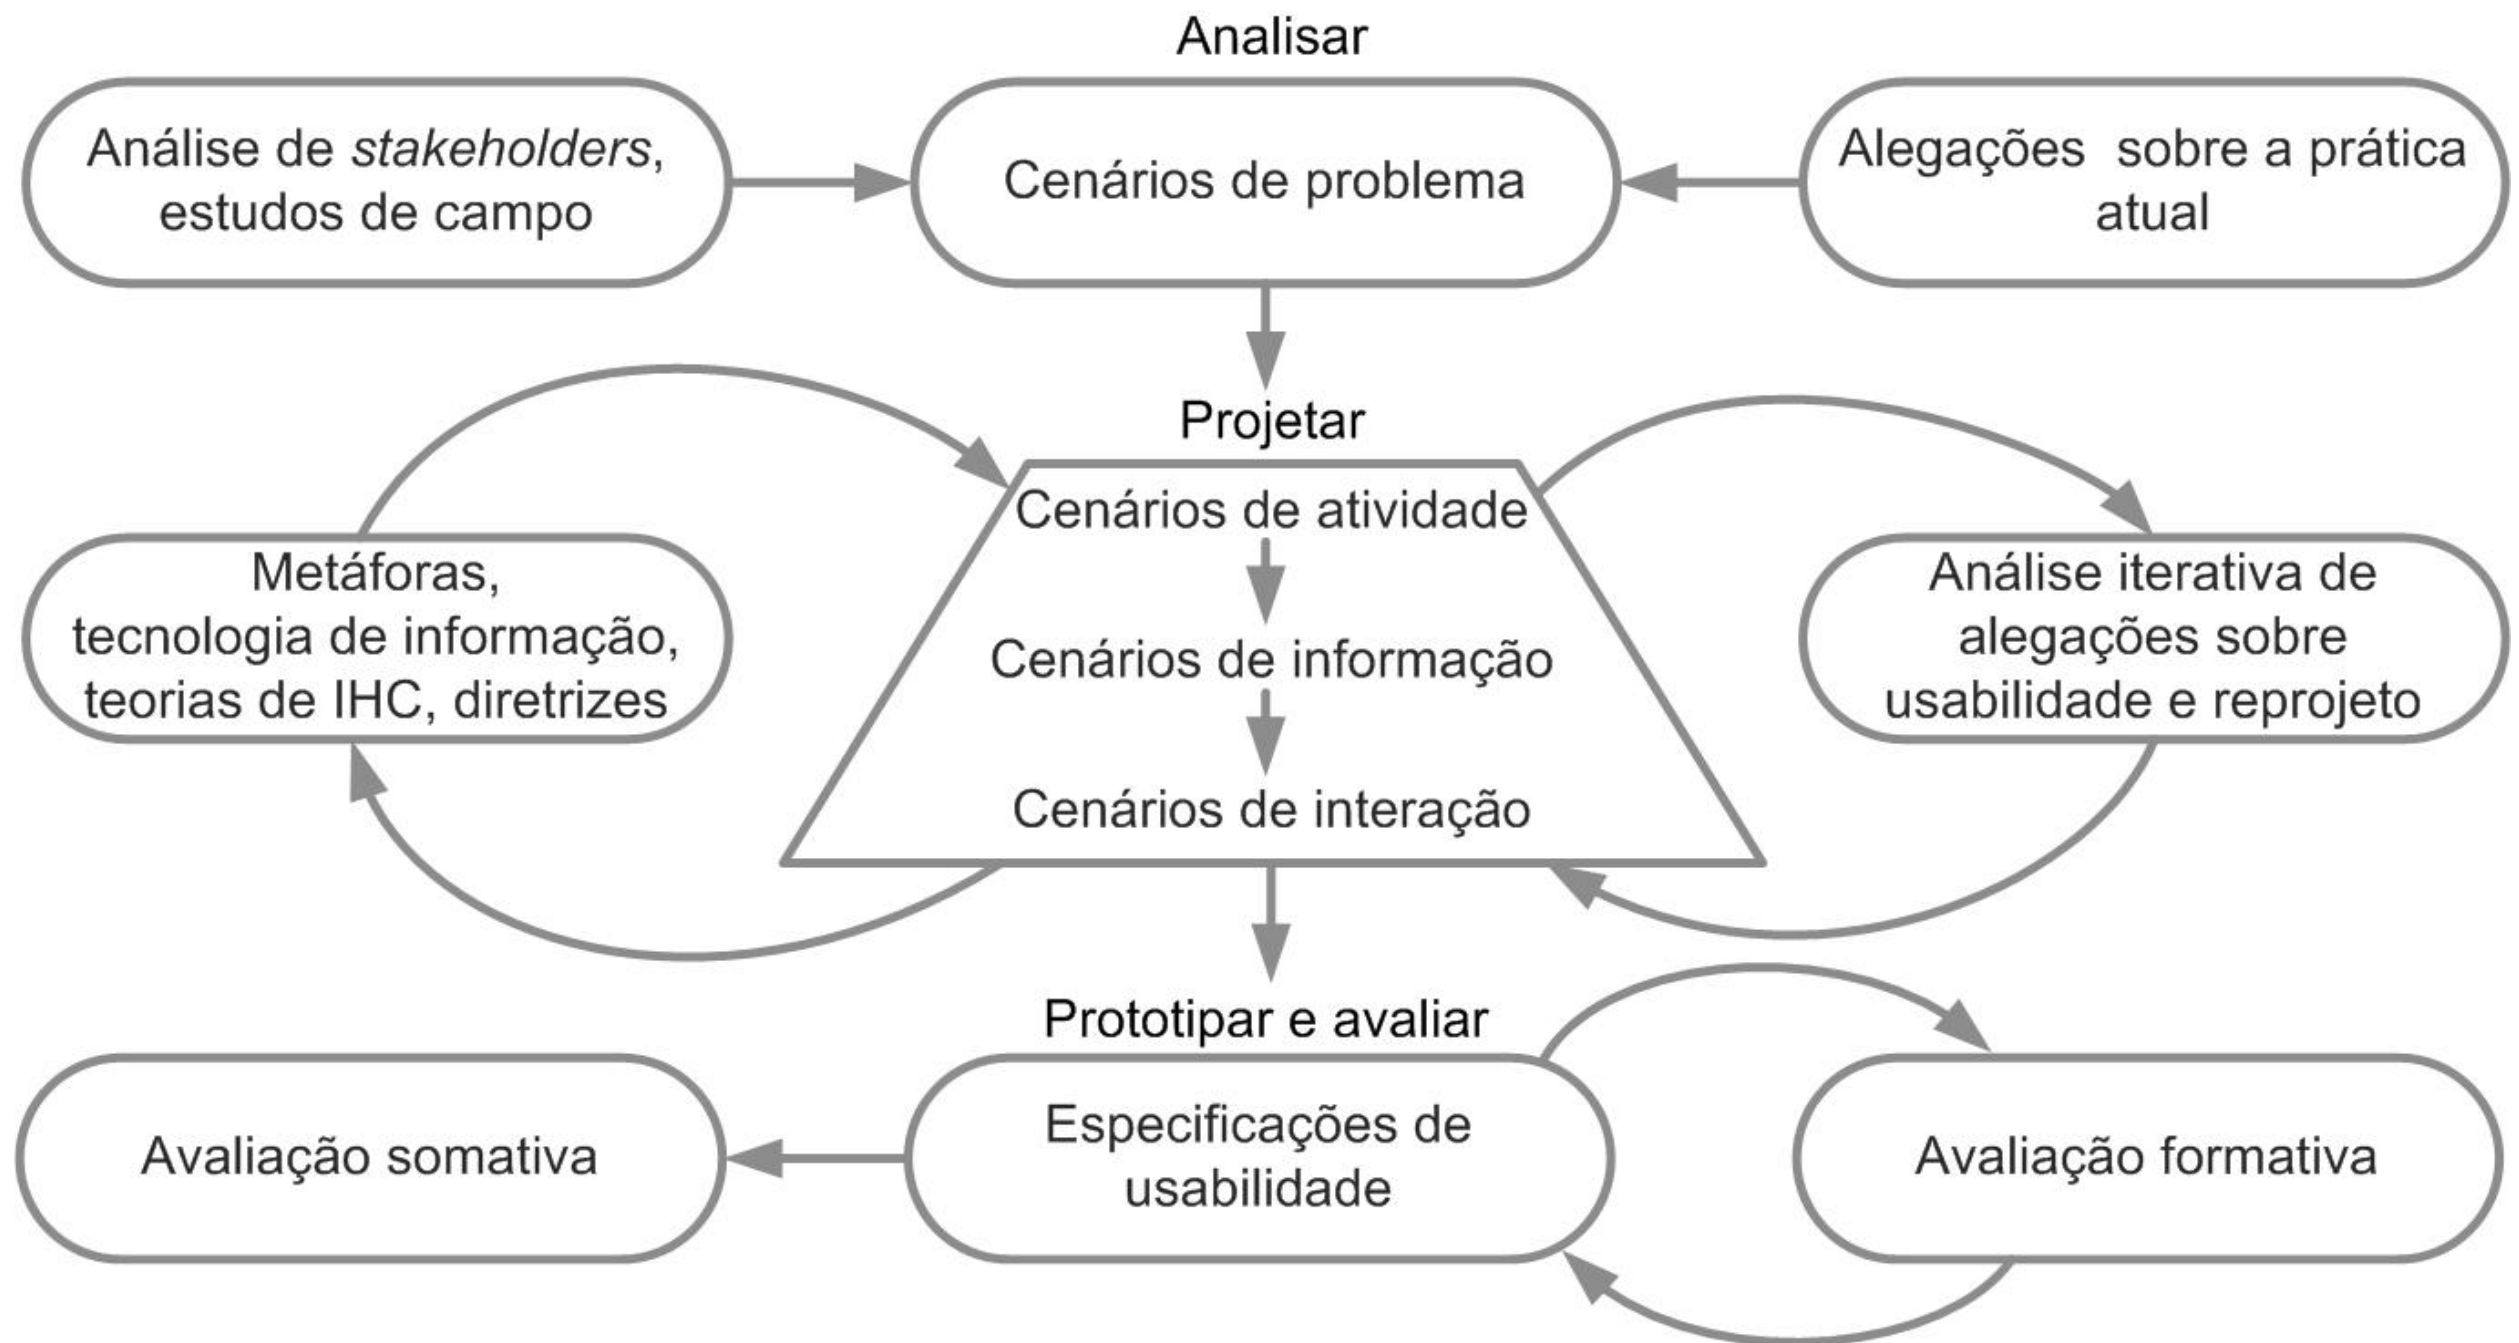 Analisar
Análise de stakeholders,
estudos de campo
Cenários de problema
Alegações sobre a prática
atual
Projetar
Metáforas,
tecnologia de informação,
teorias de IHC, diretrizes
Cenários de atividade
Cenários de informação
Cenários de interação
Análise iterativa de
alegações sobre
usabilidade e reprojeto
Prototipar e avaliar
Avaliação somativa
Especificações de
usabilidade
Avaliação formativa